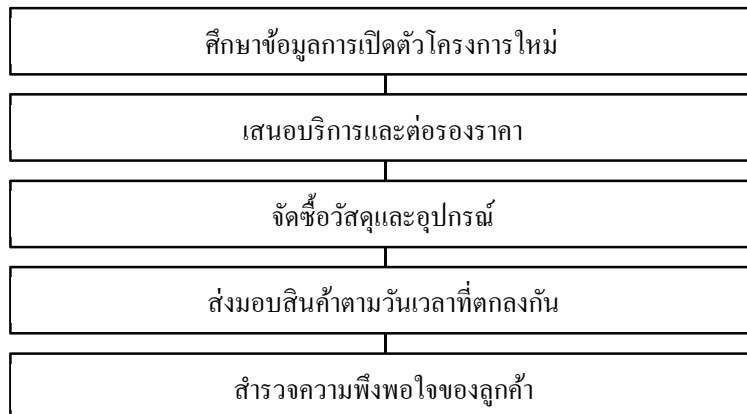 ศึกษาข้อมูลการเปิดตัวโครงการใหม่
เสนอบริการและต่อรองราคา
จัดซื้อวัสดุและอุปกรณ์
ส่งมอบสินค้าตามวันเวลาที่ตกลงกัน
สำรวจความพึงพอใจของลูกค้า